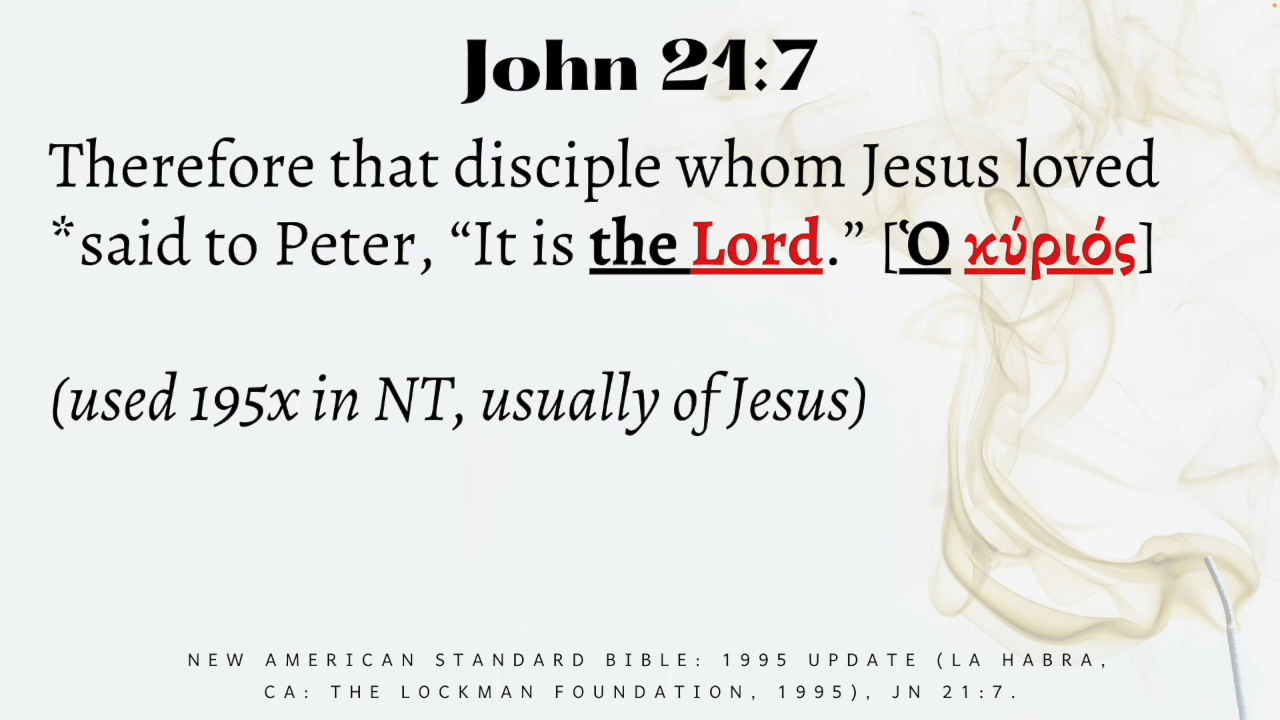 John 21:7
Therefore that disciple whom Jesus loved
*said to Peter, “It is the Lord.” [Ὁ κύριός]
(used 195x in NT, usually of Jesus)
NEW AMERICAN STANDARD BIBLE: 1995 UPDATE (LA HABRA,
CA: THE LOCKMAN FOUNDATION, 1995), JN 21:7.